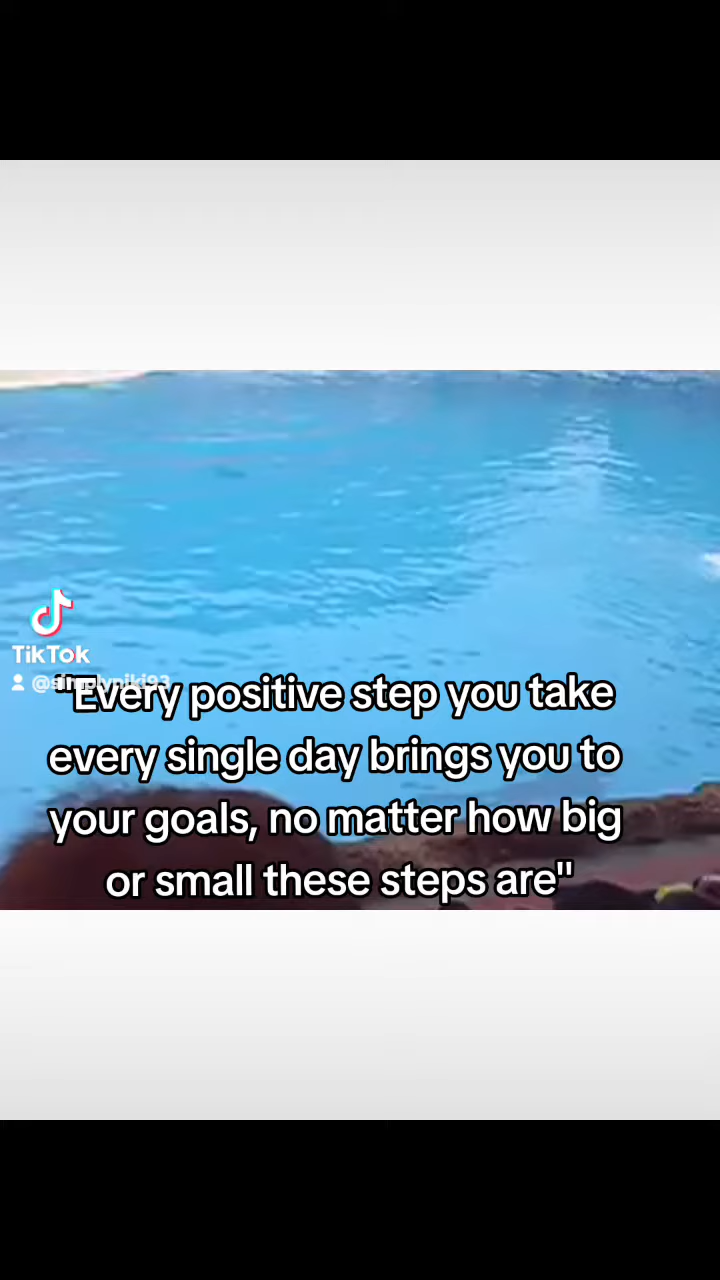 TikTok
"Every positive step you take
every single day brings you to
your goals, no matter how big
or small these steps are"